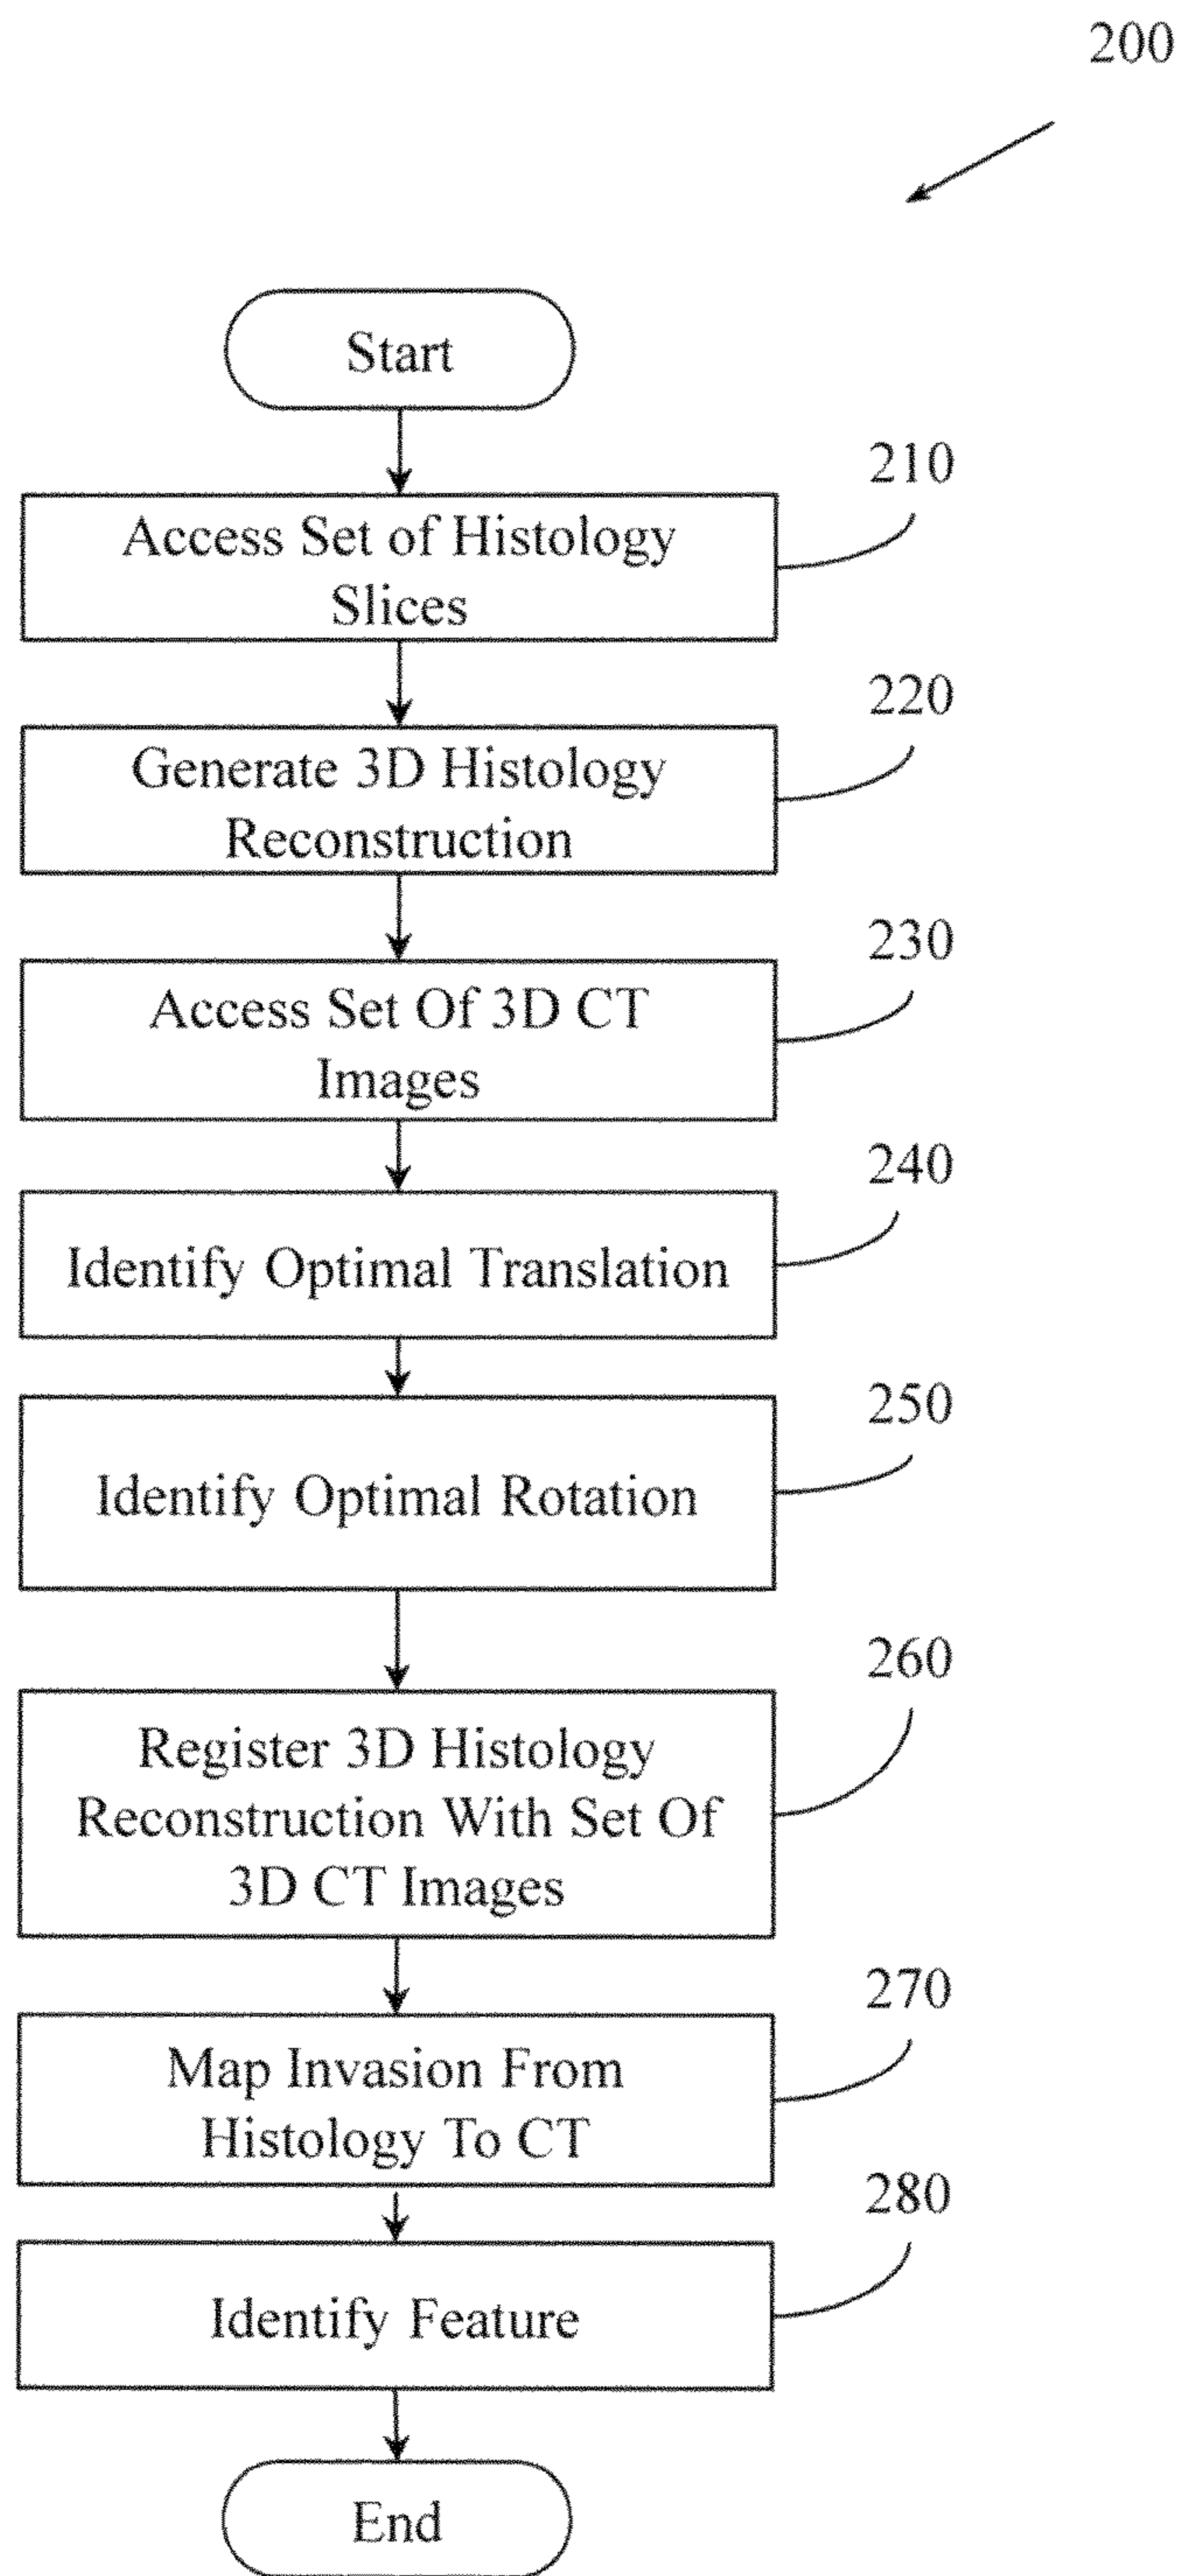 200
Start
210
Access Set of Histology
Slices
220
Generate 3D Histology
Reconstruction
230
Access Set Of 3D CT
Images
240
Identify Optimal Translation
250
Identify Optimal Rotation
260
Register 3D Histology
Reconstruction With Set Of
3D CT Images
270
Map Invasion From
Histology To CT
280
Identify Feature
End